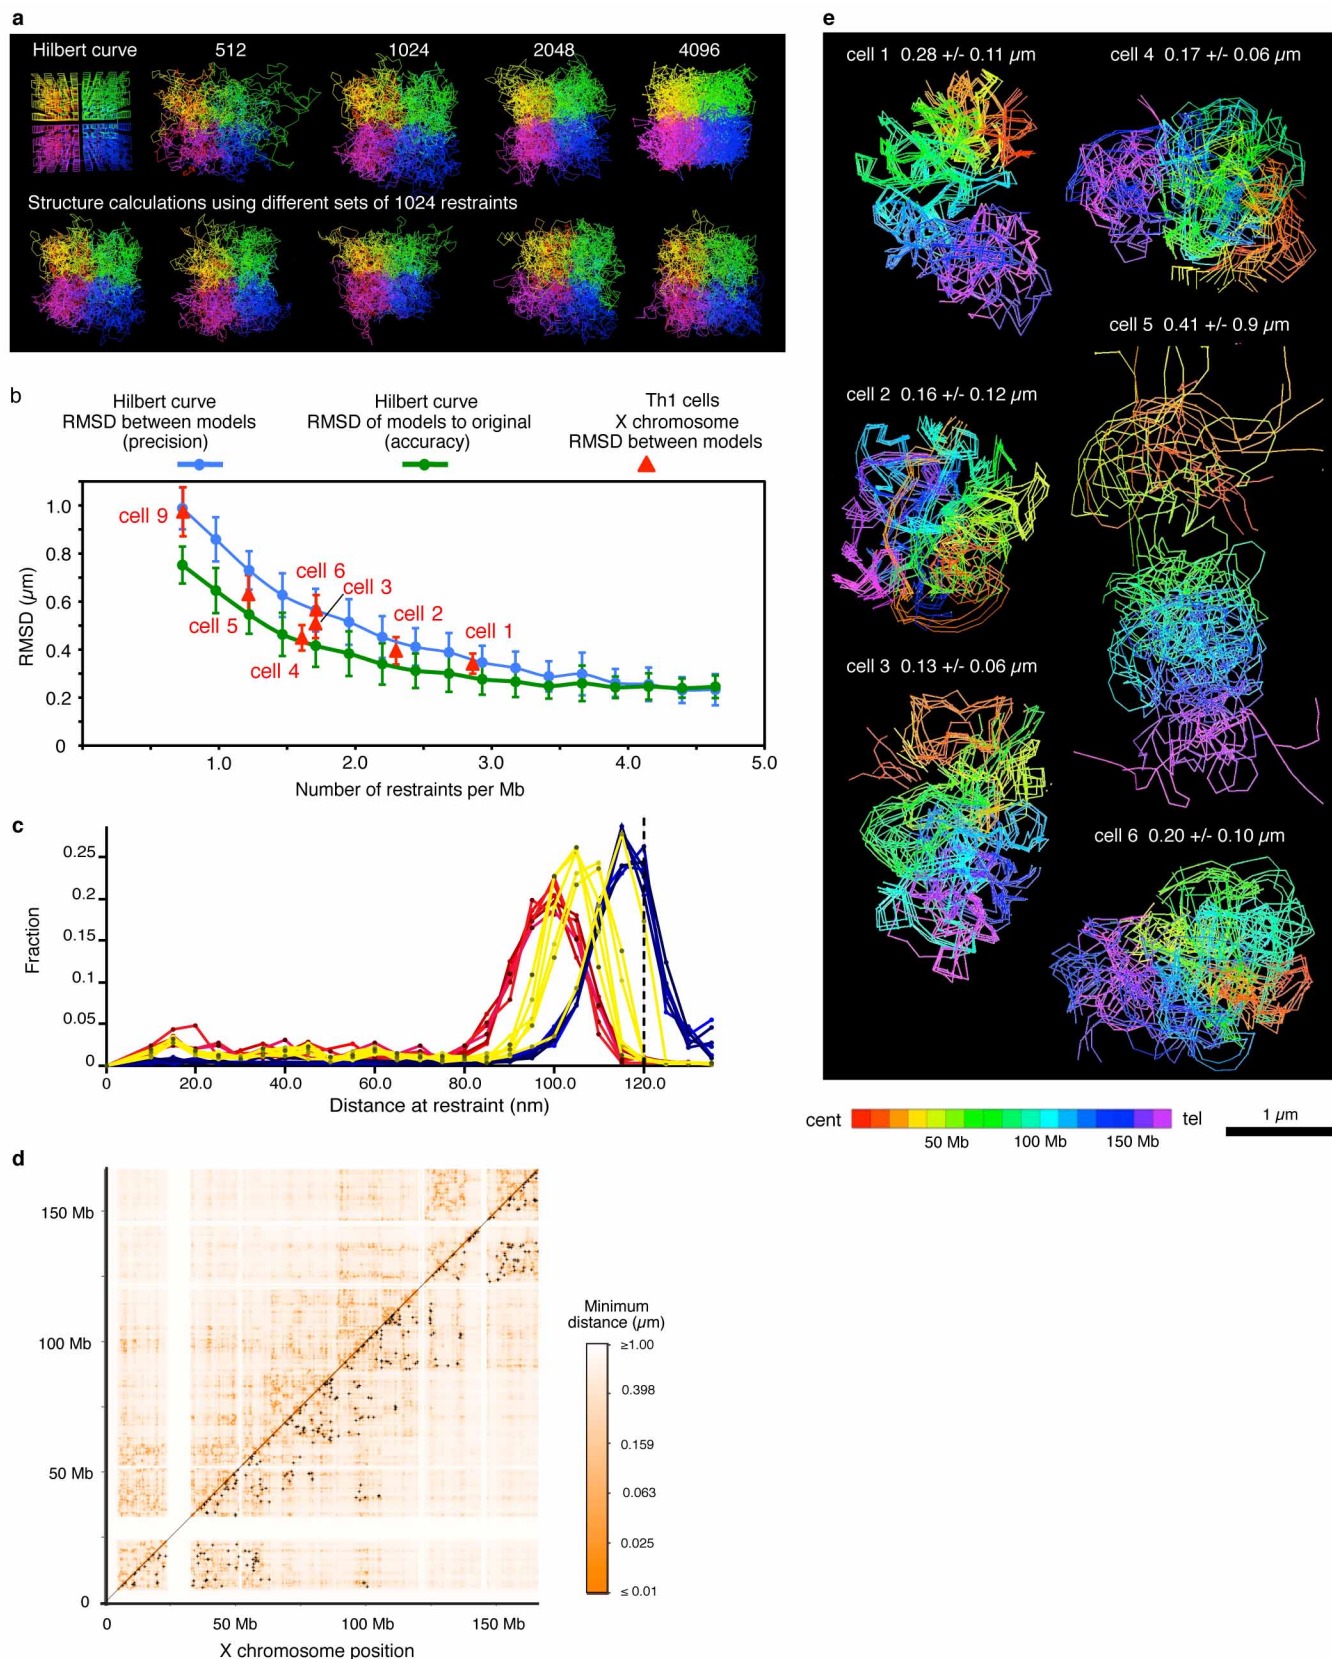 a
Hilbert curve 512 1024 2048 4096
Structure calculations using different sets of 1024 restraints
b
Hilbert curve
RMSD between models
(precision)
Hilbert curve
RMSD of models to original
(accuracy)
Th1 cells
X chromosome
RMSD between models
1.0
0.8
0.6
0.4
0.2
0
RMSD (µm)
cell 9
cell 5
cell 4
cell 6
cell 3
cell 2
cell 1
1.0 2.0 3.0 4.0 5.0
Number of restraints per Mb
c
0.25
0.2
0.15
0.1
0.05
0
Fraction
0 20.0 40.0 60.0 80.0 100.0 120.0
Distance at restraint (nm)
d
150 Mb
100 Mb
50 Mb
0
0 50 Mb 100 Mb 150 Mb
X chromosome position
Minimum
distance (µm)
≥1.00
0.398
0.159
0.063
0.025
≤ 0.01
e
cell 1 0.28 +/- 0.11 µm
cell 4 0.17 +/- 0.06 µm
cell 5 0.41 +/- 0.9 µm
cell 2 0.16 +/- 0.12 µm
cell 3 0.13 +/- 0.06 µm
cell 6 0.20 +/- 0.10 µm
cent tel
50 Mb 100 Mb 150 Mb
1 µm